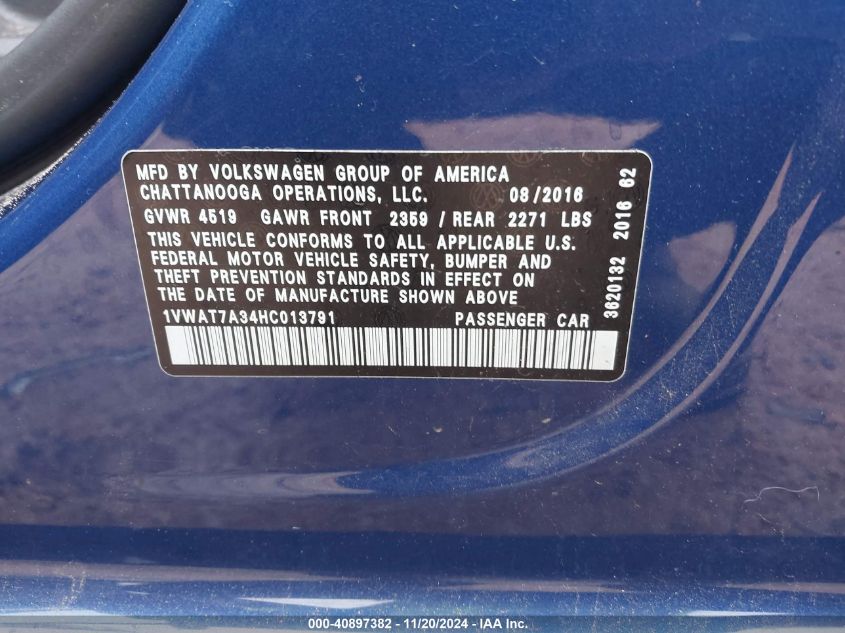 MFD BY VOLKSWAGEN GROUP OF AMERICA
CHATTANOOGA OPERATIONS, LLC. 08/2016
GVWR 4519 GAWR FRONT 2359 / REAR 2271 LBS
THIS VEHICLE CONFORMS TO ALL APPLICABLE U.S.
FEDERAL MOTOR VEHICLE SAFETY, BUMPER AND
THEFT PREVENTION STANDARDS IN EFFECT ON
THE DATE OF MANUFACTURE SHOWN ABOVE
1VWAT7A34HC013791 PASSENGER CAR
3620132 2016 62
000-40897382 - 11/20/2024 - IAA Inc.